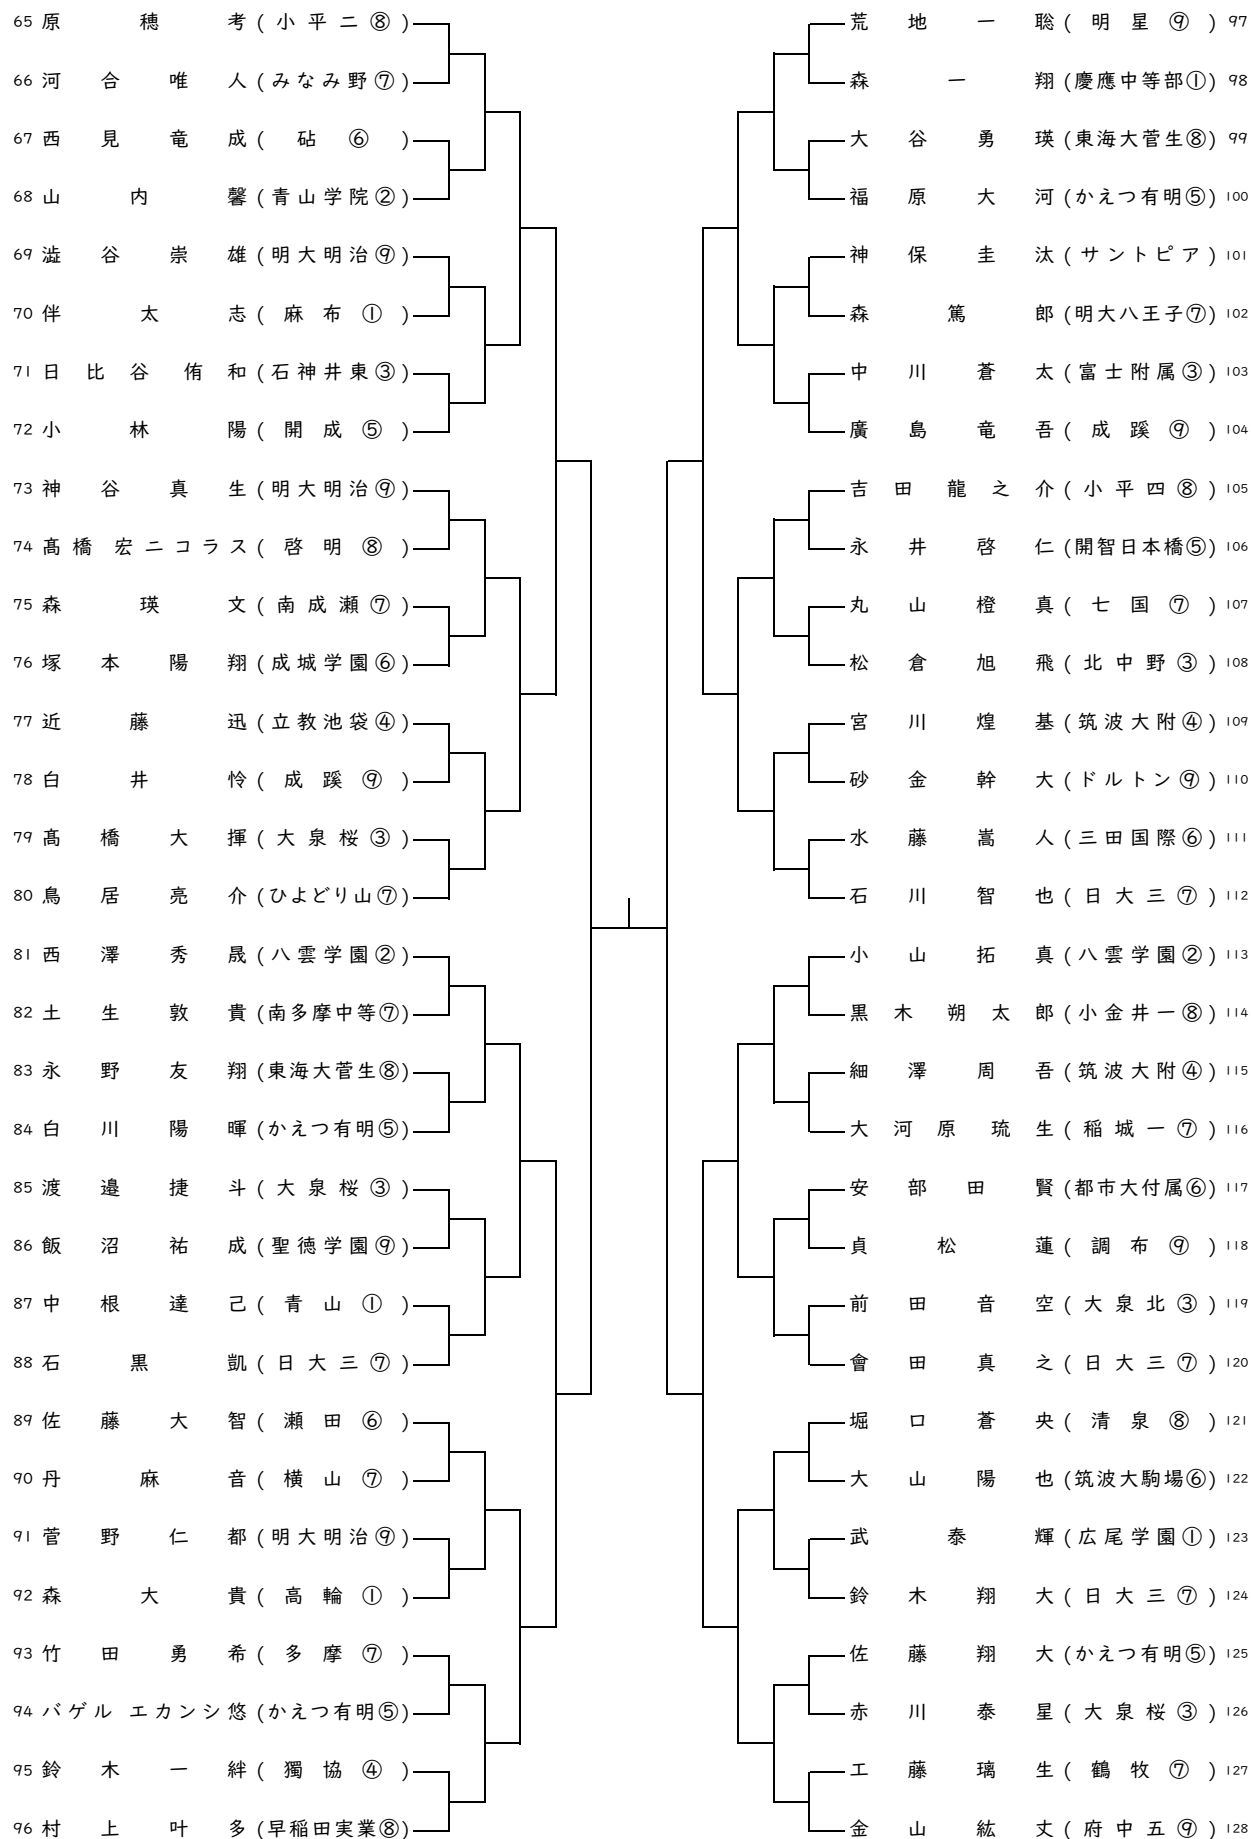 65 原穂考 (小平二⑧)
66 河合唯人 (みなみ野⑦)
67 西見竜成 (砧⑥)
68 山内馨 (青山学院②)
69 澁谷崇雄 (明大明治⑨)
70 伴太志 (麻布①)
71 日比谷侑和 (石神井東③)
72 小林陽 (開成⑤)
73 神谷真生 (明大明治⑨)
74 髙橋宏ニコラス (啓明⑧)
75 森瑛文 (南成瀬⑦)
76 塚本陽翔 (成城学園⑥)
77 近藤迅 (立教池袋④)
78 白井怜 (成蹊⑨)
79 髙橋大揮 (大泉桜③)
80 鳥居亮介 (ひよどり山⑦)
81 西澤秀晟 (八雲学園②)
82 土生敦貴 (南多摩中等⑦)
83 永野友翔 (東海大菅生⑧)
84 白川陽暉 (かえつ有明⑤)
85 渡邉捷斗 (大泉桜③)
86 飯沼祐成 (聖徳学園⑨)
87 中根達己 (青山①)
88 石黒凱 (日大三⑦)
89 佐藤大智 (瀬田⑥)
90 丹麻音 (横山⑦)
91 菅野仁都 (明大明治⑨)
92 森大貴 (高輪①)
93 竹田勇希 (多摩⑦)
94 バゲル エカンシ悠 (かえつ有明⑤)
95 鈴木一絆 (獨協④)
96 村上叶多 (早稲田実業⑧)
荒地一聡 (明星⑨) 97
森一翔 (慶應中等部①) 98
大谷勇瑛 (東海大菅生⑧) 99
福原大河 (かえつ有明⑤) 100
神保圭汰 (サントピア) 101
森篤郎 (明大八王子⑦) 102
中川蒼太 (富士附属③) 103
廣島竜吾 (成蹊⑨) 104
吉田龍之介 (小平四⑧) 105
永井啓仁 (開智日本橋⑤) 106
丸山橙真 (七国⑦) 107
松倉旭飛 (北中野③) 108
宮川煌基 (筑波大附④) 109
砂金幹大 (ドルトン⑨) 110
水藤嵩人 (三田国際⑥) 111
石川智也 (日大三⑦) 112
小山拓真 (八雲学園②) 113
黒木朔太郎 (小金井一⑧) 114
細澤周吾 (筑波大附④) 115
大河原琉生 (稲城一⑦) 116
安部田賢 (都市大付属⑥) 117
貞松蓮 (調布⑨) 118
前田音空 (大泉北③) 119
會田真之 (日大三⑦) 120
堀口蒼央 (清泉⑧) 121
大山陽也 (筑波大駒場⑥) 122
武泰輝 (広尾学園①) 123
鈴木翔大 (日大三⑦) 124
佐藤翔大 (かえつ有明⑤) 125
赤川泰星 (大泉桜③) 126
工藤璃生 (鶴牧⑦) 127
金山紘丈 (府中五⑨) 128